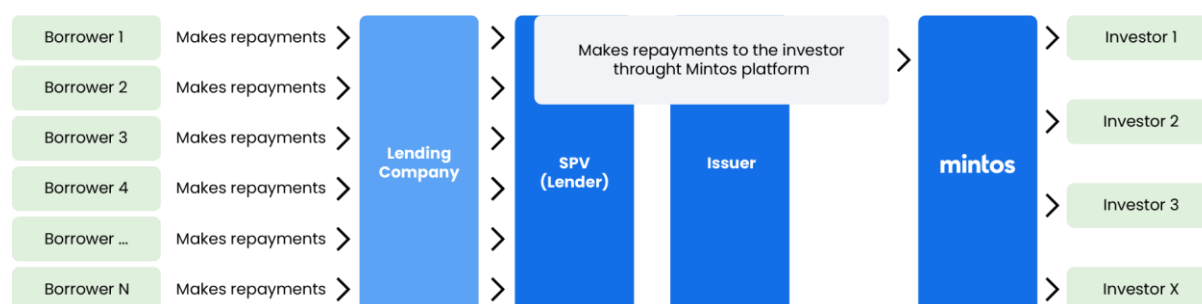 Borrower 1
Makes repayments
Borrower 2
Makes repayments
Borrower 3
Makes repayments
Borrower 4
Makes repayments
Borrower ...
Makes repayments
Borrower N
Makes repayments
Lending
Company
SPV
(Lender)
Makes repayments to the investor
throught Mintos platform
Issuer
mintos
Investor 1
Investor 2
Investor 3
Investor X